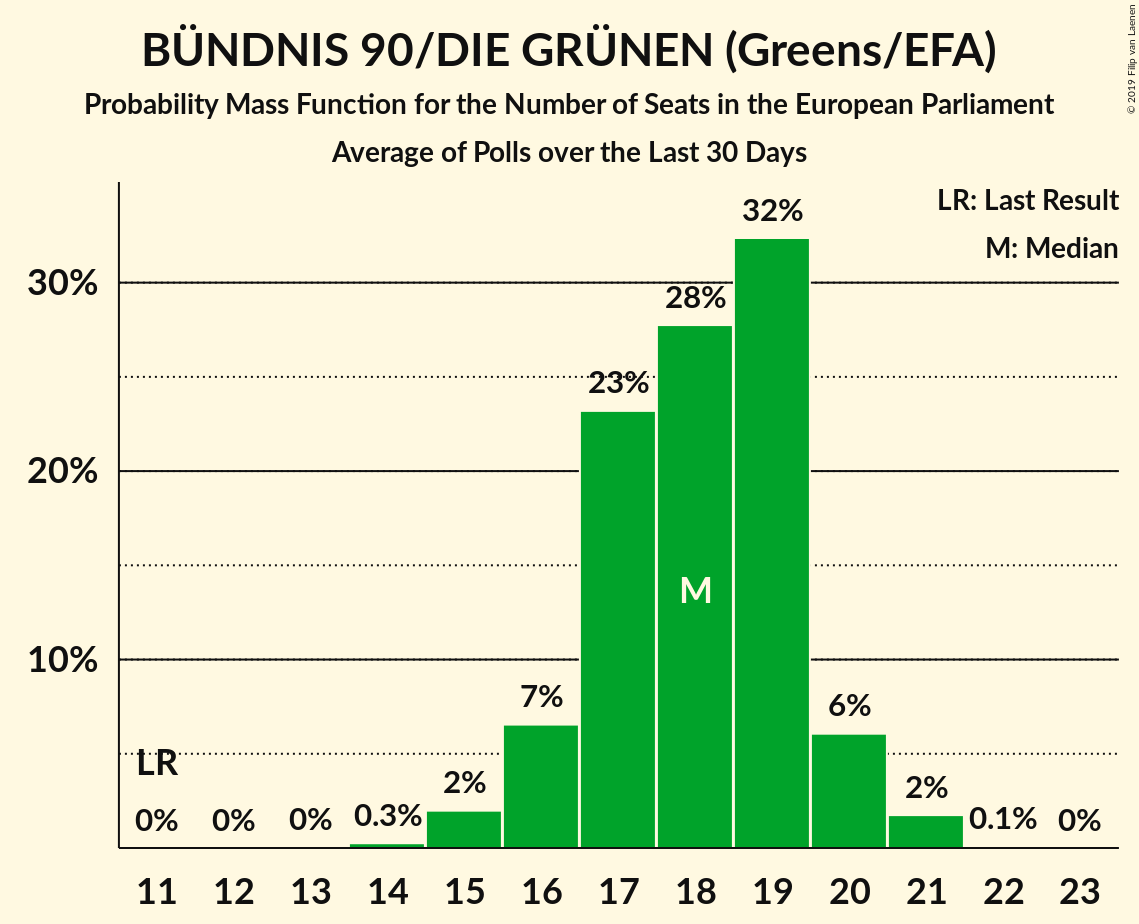 BÜNDNIS 90/DIE GRÜNEN (Greens/EFA)
Probability Mass Function for the Number of Seats in the European Parliament
Average of Polls over the Last 30 Days
© 2019 Filip van Laenen
LR: Last Result
M: Median
30%
20%
10%
LR
0%
0%
0%
0.3%
2%
7%
23%
28%
M
32%
6%
2%
0.1%
0%
11 12 13 14 15 16 17 18 19 20 21 22 23